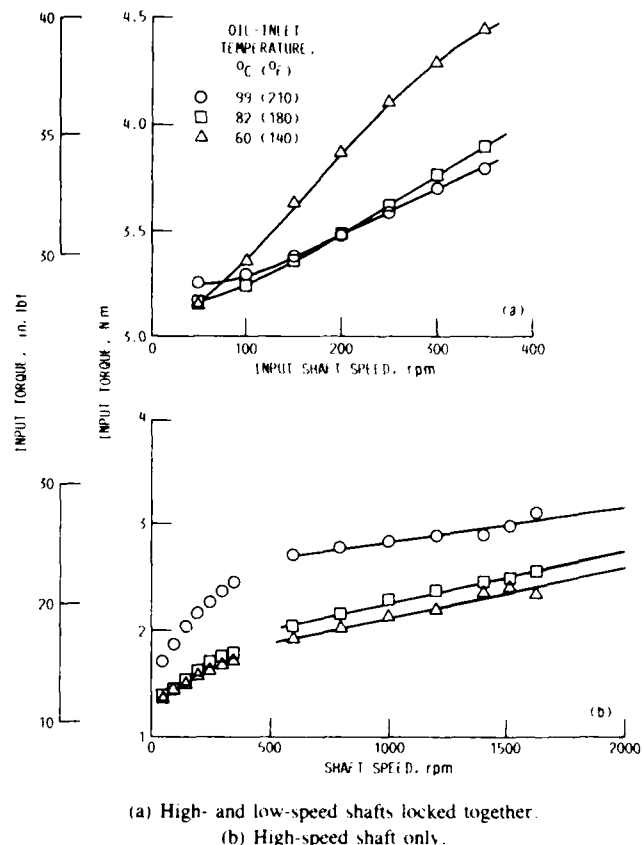 OIL-INLET
TEMPERATURE,
°C (°F)
99 (210)
82 (180)
60 (140)
40
35
30
4.5
4.0
3.5
3.0
0 100 200 300 400
INPUT SHAFT SPEED, rpm
(a)
INPUT TORQUE, in.lbf
INPUT TORQUE, Nm
30
20
10
4
3
2
1
0 500 1000 1500 2000
SHAFT SPEED, rpm
(b)
(a) High- and low-speed shafts locked together.
(b) High-speed shaft only.